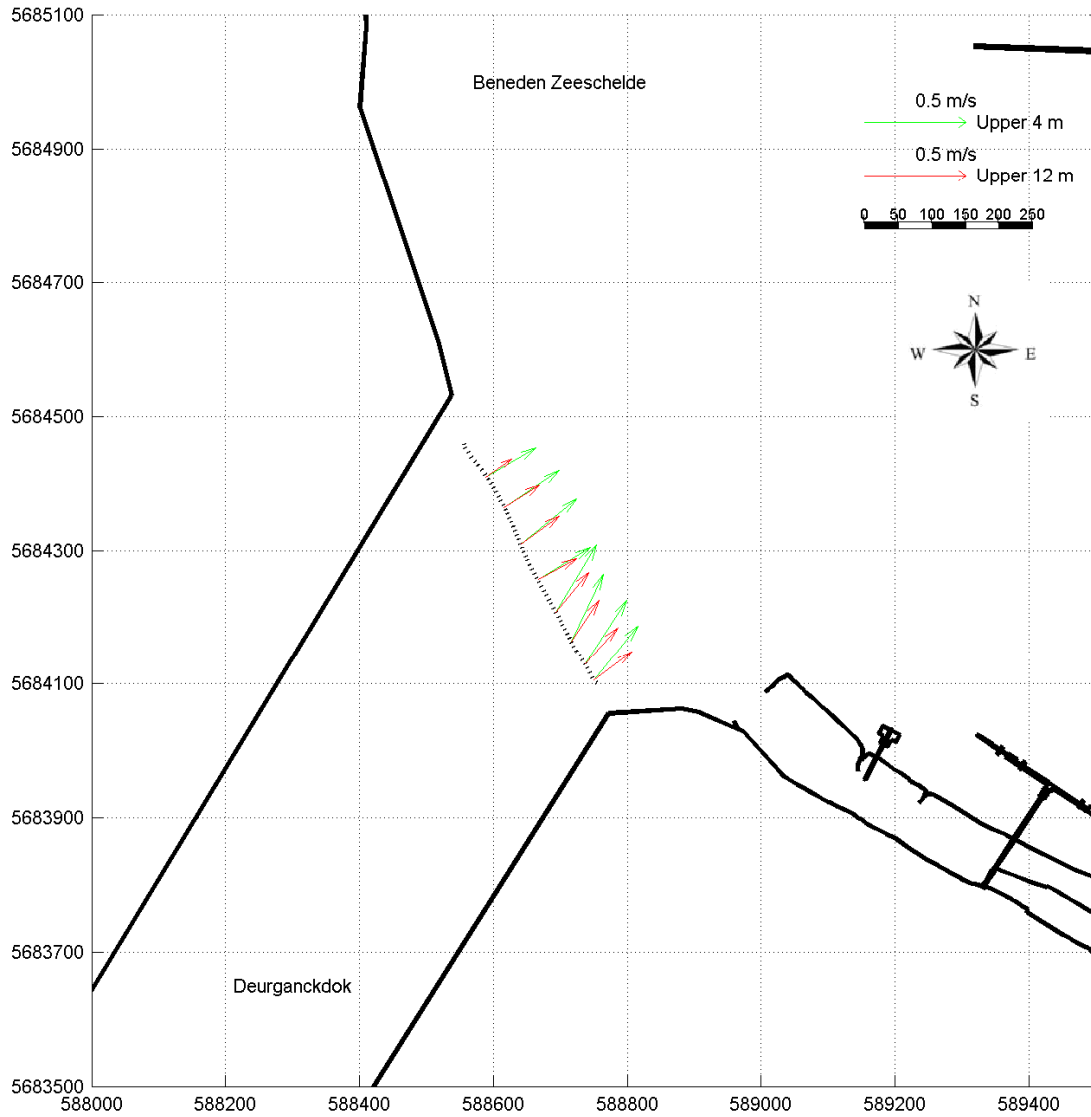 5685100
Beneden Zeeschelde
0.5 m/s
Upper 4 m
5684900
0.5 m/s
Upper 12 m
0 50 100 150 200 250
5684700
N
W E
S
5684500
5684300
5684100
5683900
5683700
Deurganckdok
5683500
588000 588200 588400 588600 588800 589000 589200 589400